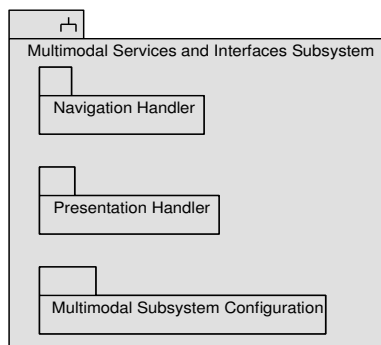 Multimodal Services and Interfaces Subsystem
Navigation Handler
Presentation Handler
Multimodal Subsystem Configuration